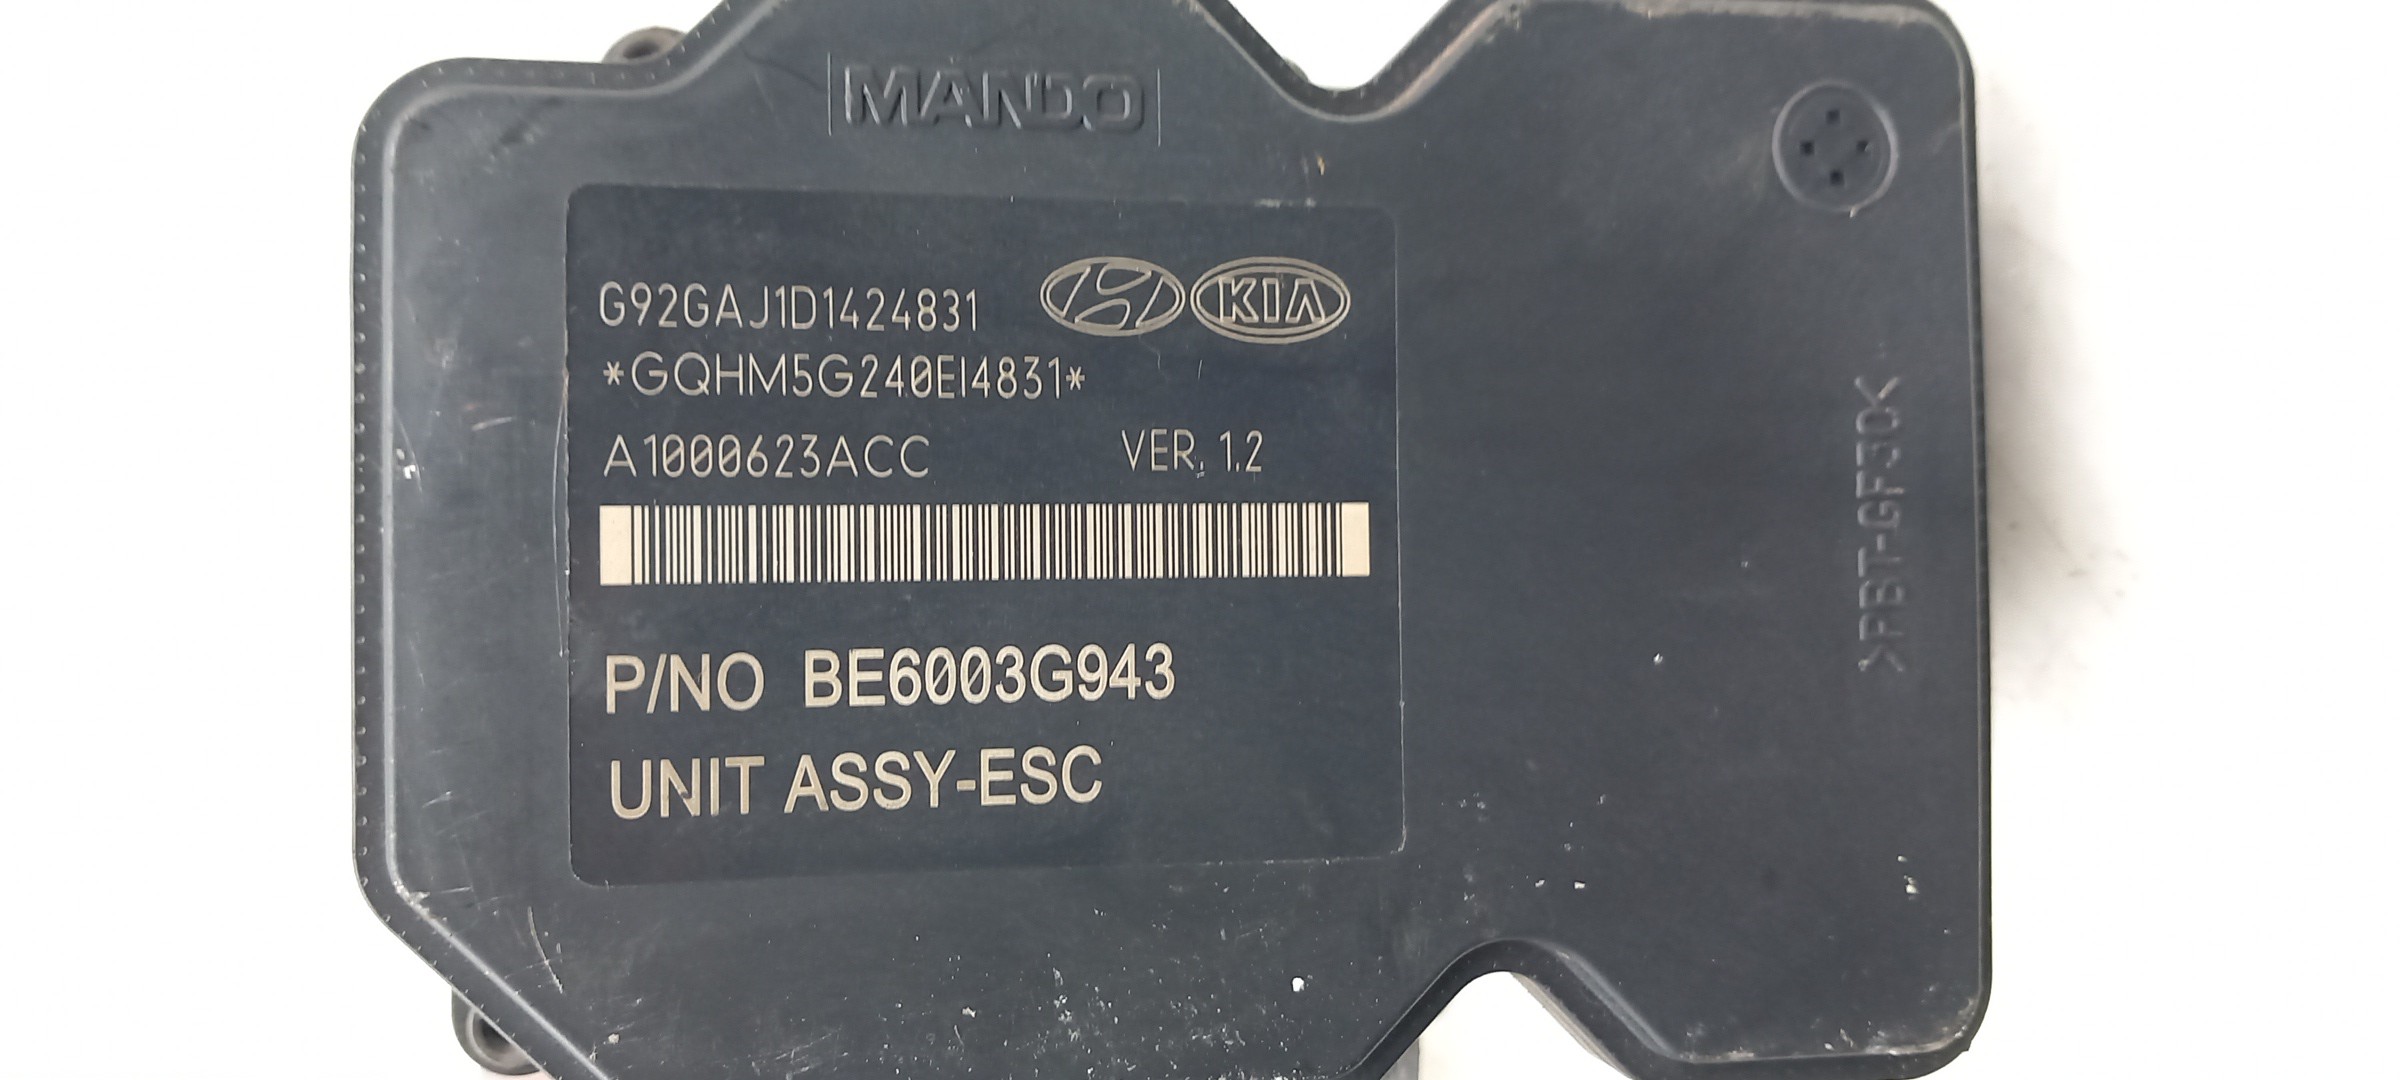 MANDO
G92GAJ1D1424831
KIA
*GQHM5G240EI4831*
A1000623ACC VER. 1.2
P/NO BE6003G943
UNIT ASSY-ESC
>PBT-GF30<